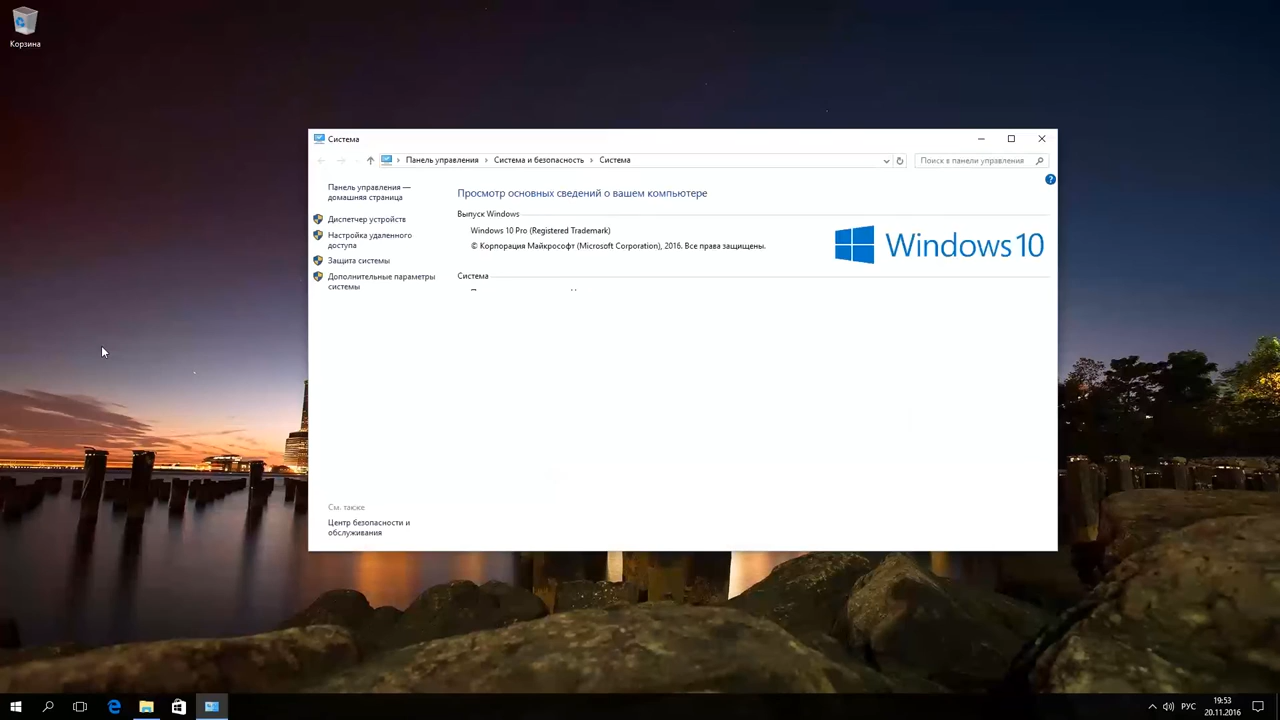 Корзина
Система
Панель управления
Система и безопасность
Система
Поиск в панели управления
Панель управления —
домашняя страница
Диспетчер устройств
Настройка удаленного
доступа
Защита системы
Дополнительные параметры
системы
См. также
Центр безопасности и
обслуживания
Просмотр основных сведений о вашем компьютере
Выпуск Windows
Windows 10 Pro (Registered Trademark)
© Корпорация Майкрософт (Microsoft Corporation), 2016. Все права защищены.
Windows 10
Система
РУС
19:53
20.11.2016